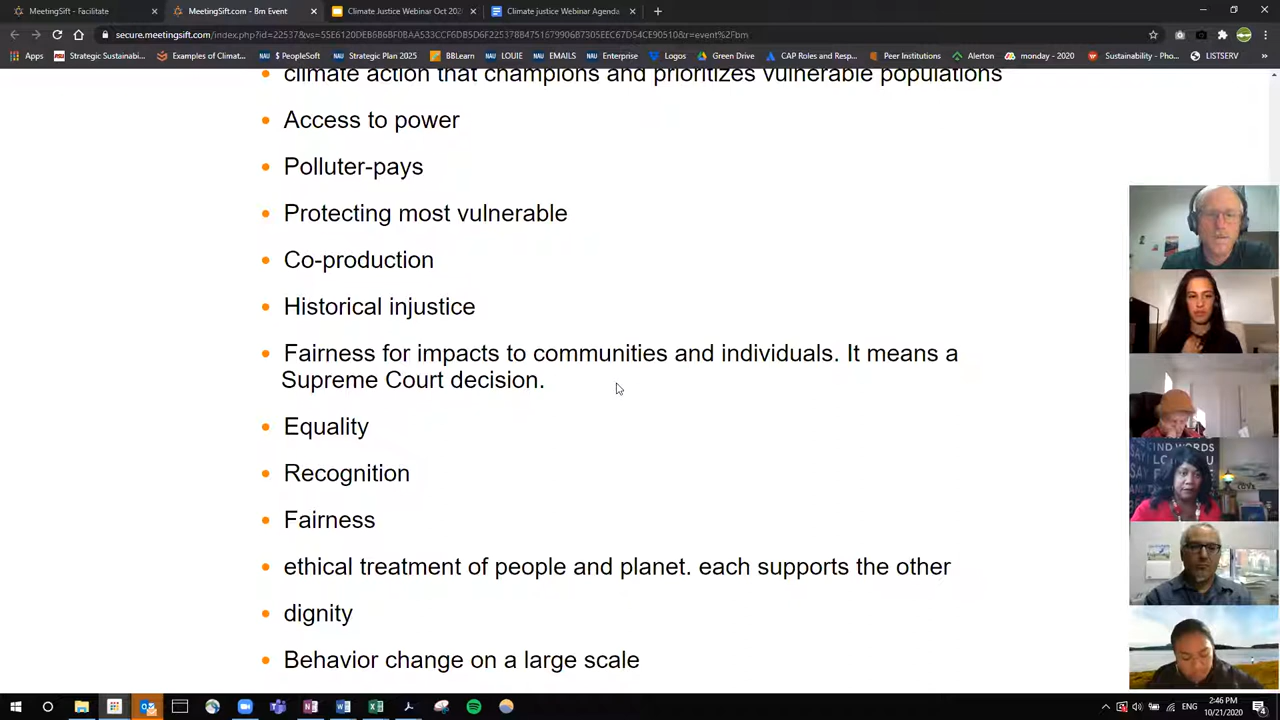 MeetingSift - Facilitate
MeetingSift.com - Bm Event
Climate Justice Webinar Oct 202
Climate justice Webinar Agenda
secure.meetingsift.com/index.php?id=22537&vs=55E6120DEB6B6BF0BAA533CCF6DB5D6F325378B4751679906B7305EEC67D54CE90510&r=event%2Fbm
Apps
Strategic Sustainabi...
Examples of Climat...
$ PeopleSoft
Strategic Plan 2025
BBLearn
LOUIE
EMAILS
Enterprise
Logos
Green Drive
CAP Roles and Resp...
Peer Institutions
Alerton
monday - 2020
Sustainability - Pho...
LISTSERV
climate action that champions and prioritizes vulnerable populations
Access to power
Polluter-pays
Protecting most vulnerable
Co-production
Historical injustice
Fairness for impacts to communities and individuals. It means a
Supreme Court decision.
Equality
Recognition
Fairness
ethical treatment of people and planet. each supports the other
dignity
Behavior change on a large scale
KIND WORDS
LOVE
ENG
2:46 PM
10/21/2020